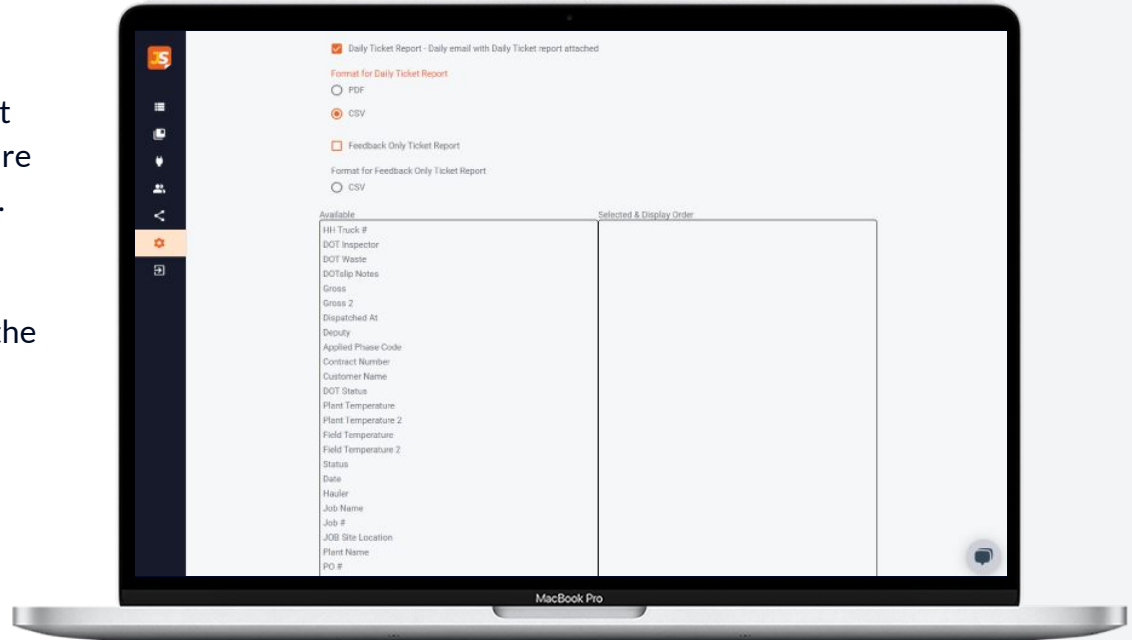 t
re
.
the
JS
Daily Ticket Report - Daily email with Daily Ticket report attached
Format for Daily Ticket Report
PDF
CSV
Feedback Only Ticket Report
Format for Feedback Only Ticket Report
CSV
Available
Selected & Display Order
HH Truck #
DOT Inspector
DOT Waste
DOTslip Notes
Gross
Gross 2
Dispatched At
Deputy
Applied Phase Code
Contract Number
Customer Name
DOT Status
Plant Temperature
Plant Temperature 2
Field Temperature
Field Temperature 2
Status
Date
Hauler
Job Name
Job #
JOB Site Location
Plant Name
PO #
MacBook Pro